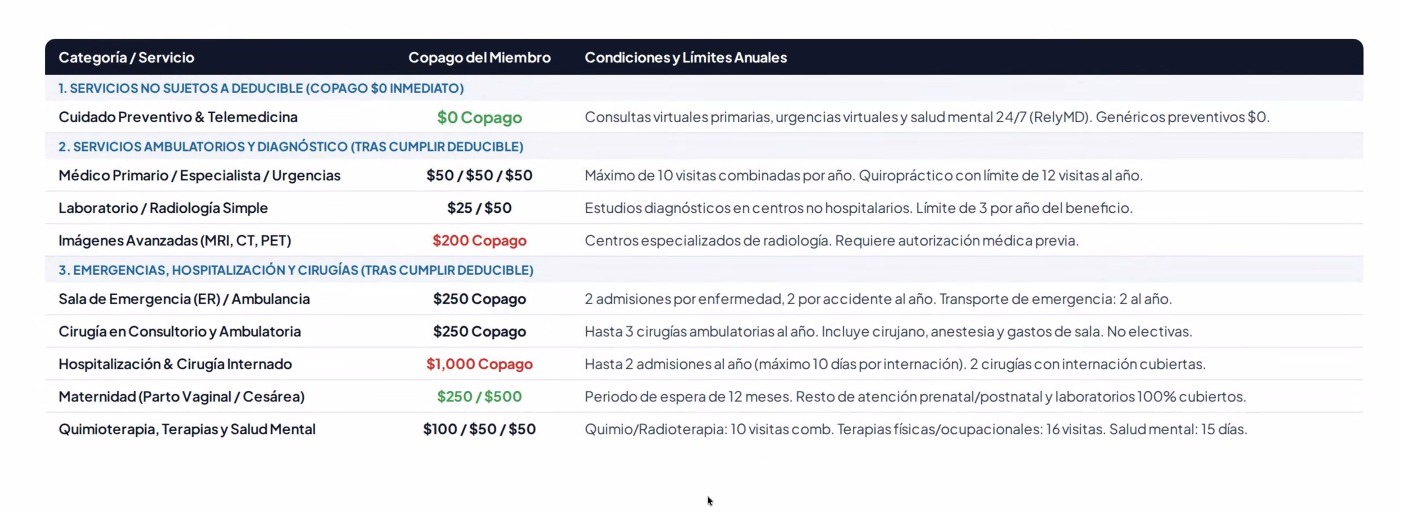 Categoría / Servicio Copago del Miembro Condiciones y Límites Anuales
1. SERVICIOS NO SUJETOS A DEDUCIBLE (COPAGO $0 INMEDIATO)
Cuidado Preventivo & Telemedicina $0 Copago Consultas virtuales primarias, urgencias virtuales y salud mental 24/7 (RelyMD). Genéricos preventivos $0.
2. SERVICIOS AMBULATORIOS Y DIAGNÓSTICO (TRAS CUMPLIR DEDUCIBLE)
Médico Primario / Especialista / Urgencias $50 / $50 / $50 Máximo de 10 visitas combinadas por año. Quiropráctico con límite de 12 visitas al año.
Laboratorio / Radiología Simple $25 / $50 Estudios diagnósticos en centros no hospitalarios. Límite de 3 por año del beneficio.
Imágenes Avanzadas (MRI, CT, PET) $200 Copago Centros especializados de radiología. Requiere autorización médica previa.
3. EMERGENCIAS, HOSPITALIZACIÓN Y CIRUGÍAS (TRAS CUMPLIR DEDUCIBLE)
Sala de Emergencia (ER) / Ambulancia $250 Copago 2 admisiones por enfermedad, 2 por accidente al año. Transporte de emergencia: 2 al año.
Cirugía en Consultorio y Ambulatoria $250 Copago Hasta 3 cirugías ambulatorias al año. Incluye cirujano, anestesia y gastos de sala. No electivas.
Hospitalización & Cirugía Internado $1,000 Copago Hasta 2 admisiones al año (máximo 10 días por internación). 2 cirugías con internación cubiertas.
Maternidad (Parto Vaginal / Cesárea) $250 / $500 Periodo de espera de 12 meses. Resto de atención prenatal/postnatal y laboratorios 100% cubiertos.
Quimioterapia, Terapias y Salud Mental $100 / $50 / $50 Quimio/Radioterapia: 10 visitas comb. Terapias físicas/ocupacionales: 16 visitas. Salud mental: 15 días.